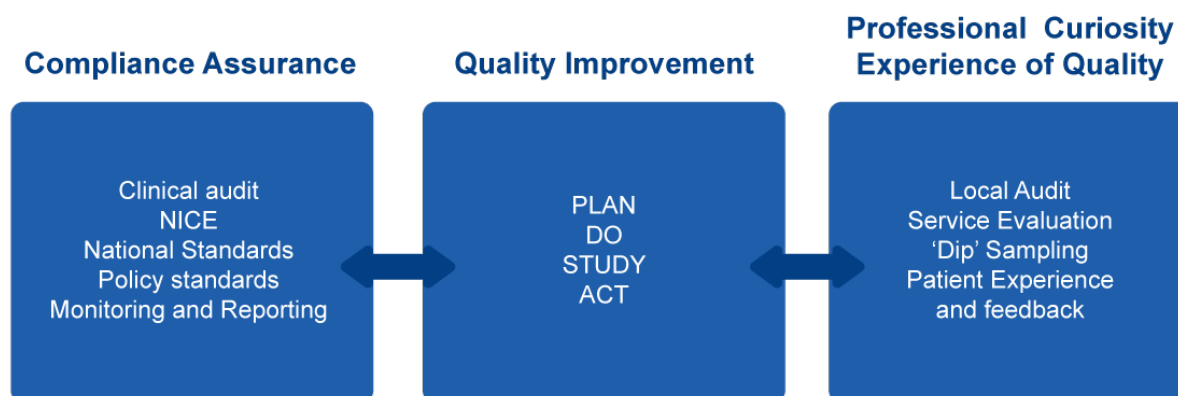 Compliance Assurance
Clinical audit
NICE
National Standards
Policy standards
Monitoring and Reporting
Quality Improvement
PLAN
DO
STUDY
ACT
Professional  Curiosity
Experience of Quality
Local Audit
Service Evaluation
‘Dip’ Sampling
Patient Experience
and feedback